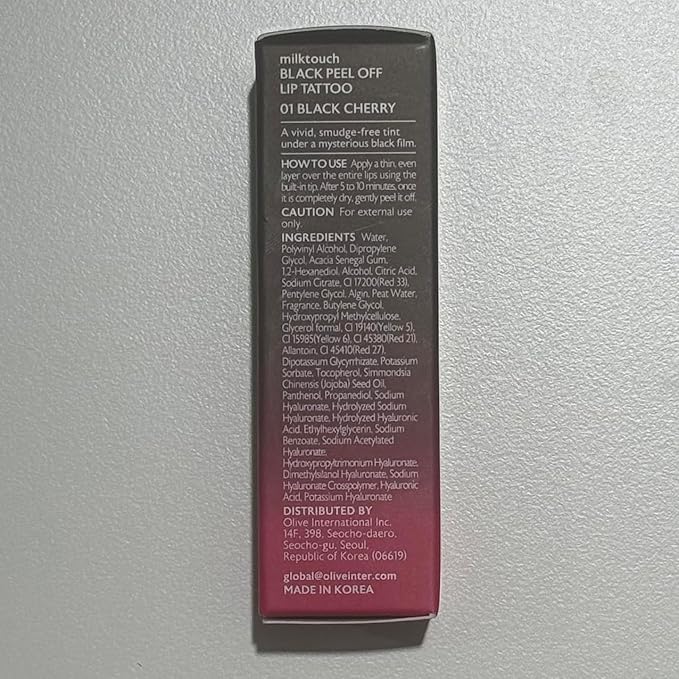 milktouch
BLACK PEEL OFF
LIP TATTOO
01 BLACK CHERRY
A vivid, smudge-free tint
under a mysterious black film.
HOW TO USE Apply a thin, even
layer over the entire lips using the
built-in tip. After 5 to 10 minutes, once
it is completely dry, gently peel it off.
CAUTION For external use
only.
INGREDIENTS Water,
Polyvinyl Alcohol, Dipropylene
Glycol, Acacia Senegal Gum,
1,2-Hexanediol, Alcohol, Citric Acid,
Sodium Citrate, CI 17200(Red 33),
Pentylene Glycol, Algin, Peat Water,
Fragrance, Butylene Glycol,
Hydroxypropyl Methylcellulose,
Glycerol formal, CI 19140(Yellow 5),
CI 15985(Yellow 6), CI 45380(Red 21),
Allantoin, CI 45410(Red 27),
Dipotassium Glycyrrhizate, Potassium
Sorbate, Tocopherol, Simmondsia
Chinensis (Jojoba) Seed Oil,
Panthenol, Propanediol, Sodium
Hyaluronate, Hydrolyzed Sodium
Hyaluronate, Hydrolyzed Hyaluronic
Acid, Ethylhexylglycerin, Sodium
Benzoate, Sodium Acetylated
Hyaluronate,
Hydroxypropyltrimonium Hyaluronate,
Dimethylsilanol Hyaluronate, Sodium
Hyaluronate Crosspolymer, Hyaluronic
Acid, Potassium Hyaluronate
DISTRIBUTED BY
Olive International Inc.
14F, 398, Seocho-daero,
Seocho-gu, Seoul,
Republic of Korea (06619)
global@oliveinter.com
MADE IN KOREA